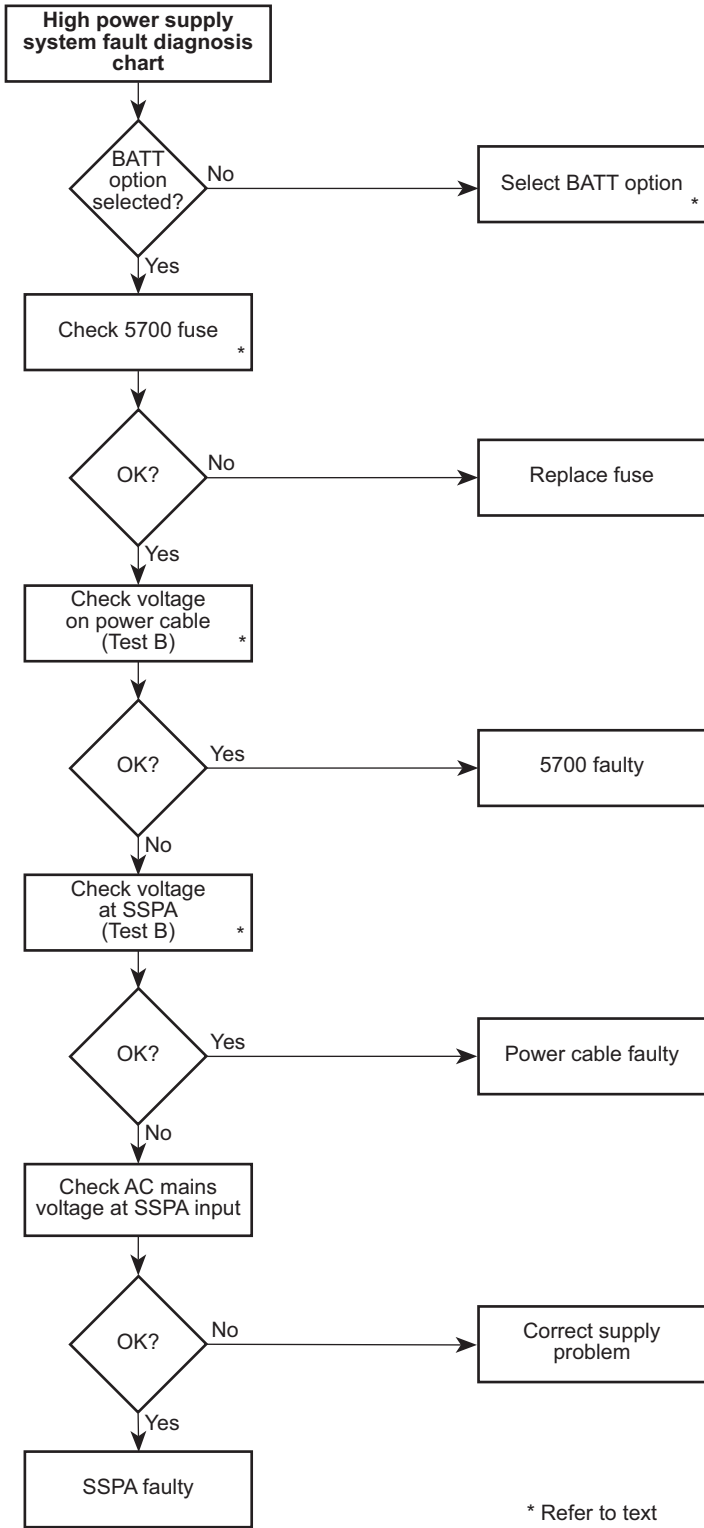 High power supply
system fault diagnosis
chart
BATT
option
selected?
No
Select BATT option
*
Yes
Check 5700 fuse
*
OK?
No
Replace fuse
Yes
Check voltage
on power cable
(Test B)
*
OK?
Yes
5700 faulty
No
Check voltage
at SSPA
(Test B)
*
OK?
Yes
Power cable faulty
No
Check AC mains
voltage at SSPA input
OK?
No
Correct supply
problem
Yes
SSPA faulty
* Refer to text